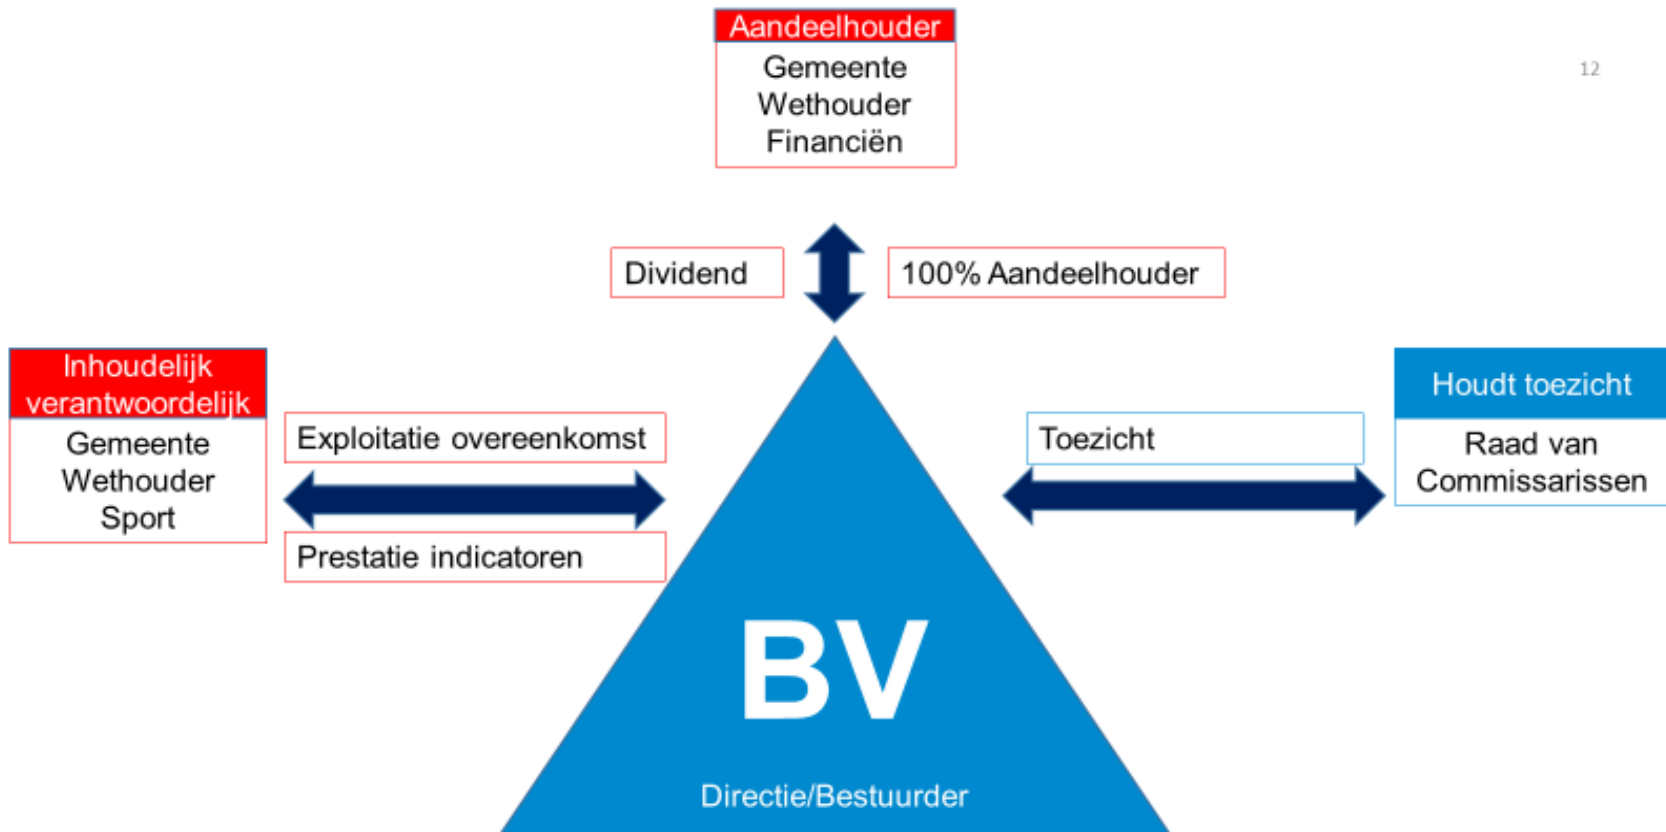 Aandeelhouder
Gemeente
Wethouder
Financiën
12
Dividend
100% Aandeelhouder
Inhoudelijk
verantwoordelijk
Gemeente
Wethouder
Sport
Exploitatie overeenkomst
Prestatie indicatoren
Toezicht
Houdt toezicht
Raad van
Commissarissen
BV
Directie/Bestuurder